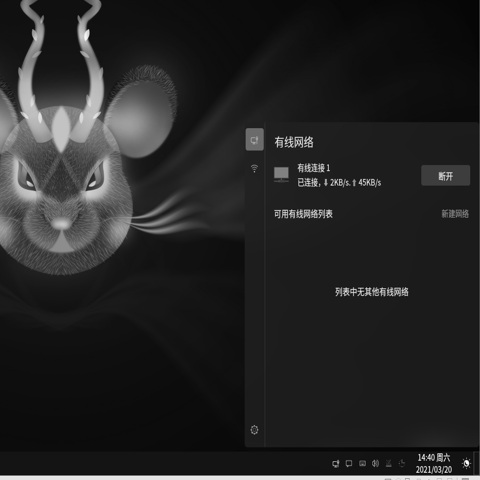 有线网络
有线连接 1
已连接，⇩ 2KB/s.⇧ 45KB/s
断开
可用有线网络列表
新建网络
列表中无其他有线网络
14:40 周六
2021/03/20